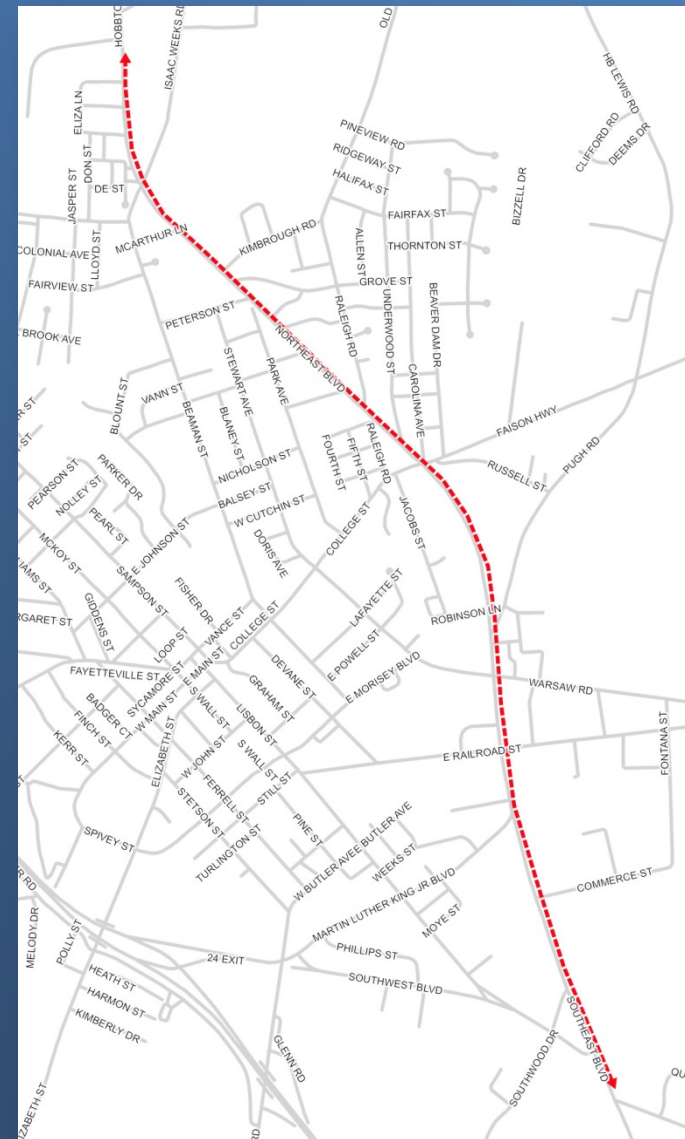 HOBBTO
ISAAC WEEKS RD
OLD
HB LEWIS RD
CLIFFORD RD
DEEMS DR
PINEVIEW RD
RIDGEWAY ST
HALIFAX ST
BIZZELL DR
ELIZA LN
DON ST
DE ST
JASPER ST
LLOYD ST
MCARTHUR LN
COLONIAL AVE
FAIRVIEW ST
BROOK AVE
KIMBROUGH RD
ALLEN ST
FAIRFAX ST
THORNTON ST
GROVE ST
UNDERWOOD ST
BEAVER DAM DR
RALEIGH RD
PETERSON ST
NORTHEAST BLVD
STEWART AVE
PARK AVE
VANN ST
BLOUNT ST
BEAMAN ST
BLANEY ST
CAROLINA AVE
FAISON HWY
PUGH RD
RUSSELL ST
NICHOLSON ST
BALSEY ST
W CUTCHIN ST
FOURTH ST
FIFTH ST
RALEIGH RD
COLLEGE ST
JACOBS ST
PEARSON ST
NOLLEY ST
PARKER DR
PEARL ST
MCKOY ST
E JOHNSON ST
SAMPSON ST
DORIS AVE
FISHER DR
VANCE ST
COLLEGE ST
LAFAYETTE ST
ROBINSON LN
LIAMS ST
RGARET ST
GIDDENS ST
LOOP ST
DEVANE ST
E POWELL ST
E MORISEY BLVD
WARSAW RD
FAYETTEVILLE ST
SYCAMORE ST
E MAIN ST
W MAIN ST
S WALL ST
LISBON ST
GRAHAM ST
BADGER CT
FINCH ST
KERR ST
ELIZABETH ST
W JOHN ST
S WALL ST
E RAILROAD ST
FONTANA ST
FERRELL ST
STILL ST
STETSON ST
PINE ST
SPIVEY ST
TURLINGTON ST
W BUTLER AVE
E BUTLER AVE
WEEKS ST
COMMERCE ST
MARTIN LUTHER KING JR BLVD
MOYE ST
MELODY DR
POLLY ST
24 EXIT
PHILLIPS ST
SOUTHWEST BLVD
HEATH ST
HARMON ST
KIMBERLY DR
GLENN RD
SOUTHWOOD DR
SOUTHEAST BLVD
QU
IZABETH ST
RD